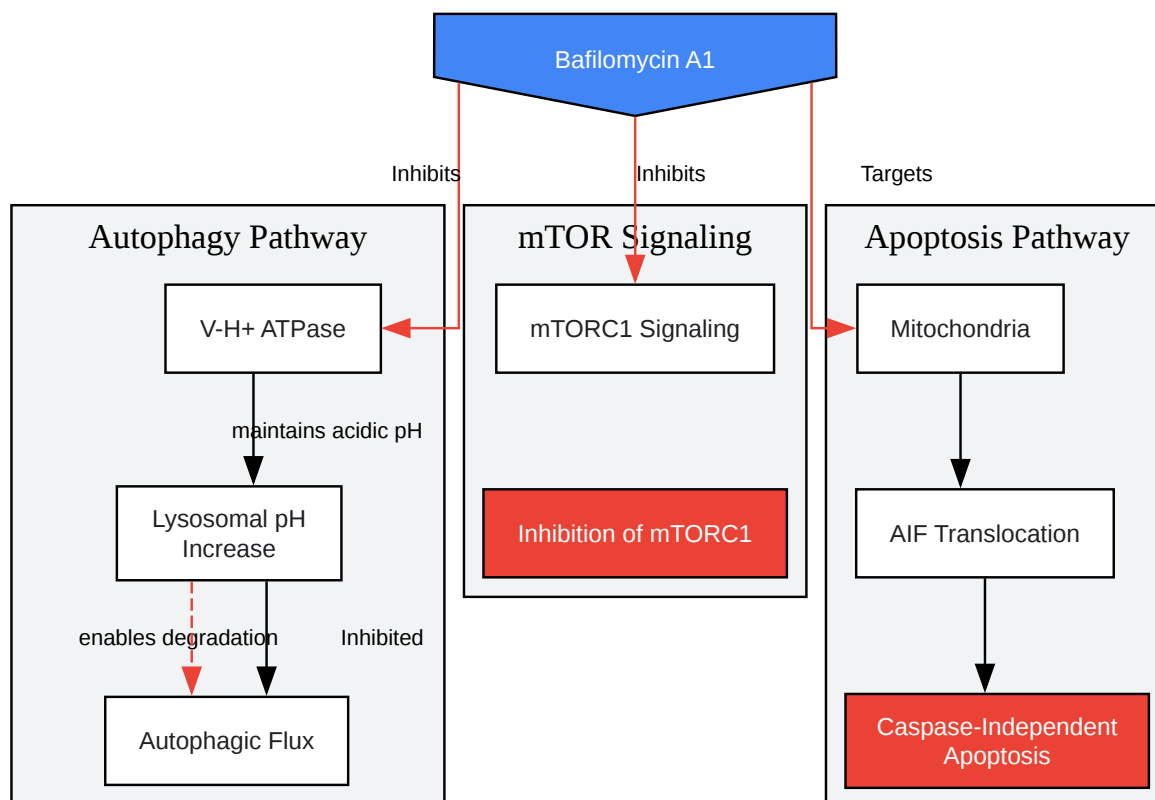 Bafilomycin A1
Inhibits
Inhibits
Targets
Autophagy Pathway
mTOR Signaling
Apoptosis Pathway
V-H+ ATPase
mTORC1 Signaling
Mitochondria
maintains acidic pH
Lysosomal pH
Increase
Inhibition of mTORC1
AIF Translocation
enables degradation
Inhibited
Autophagic Flux
Caspase-Independent
Apoptosis